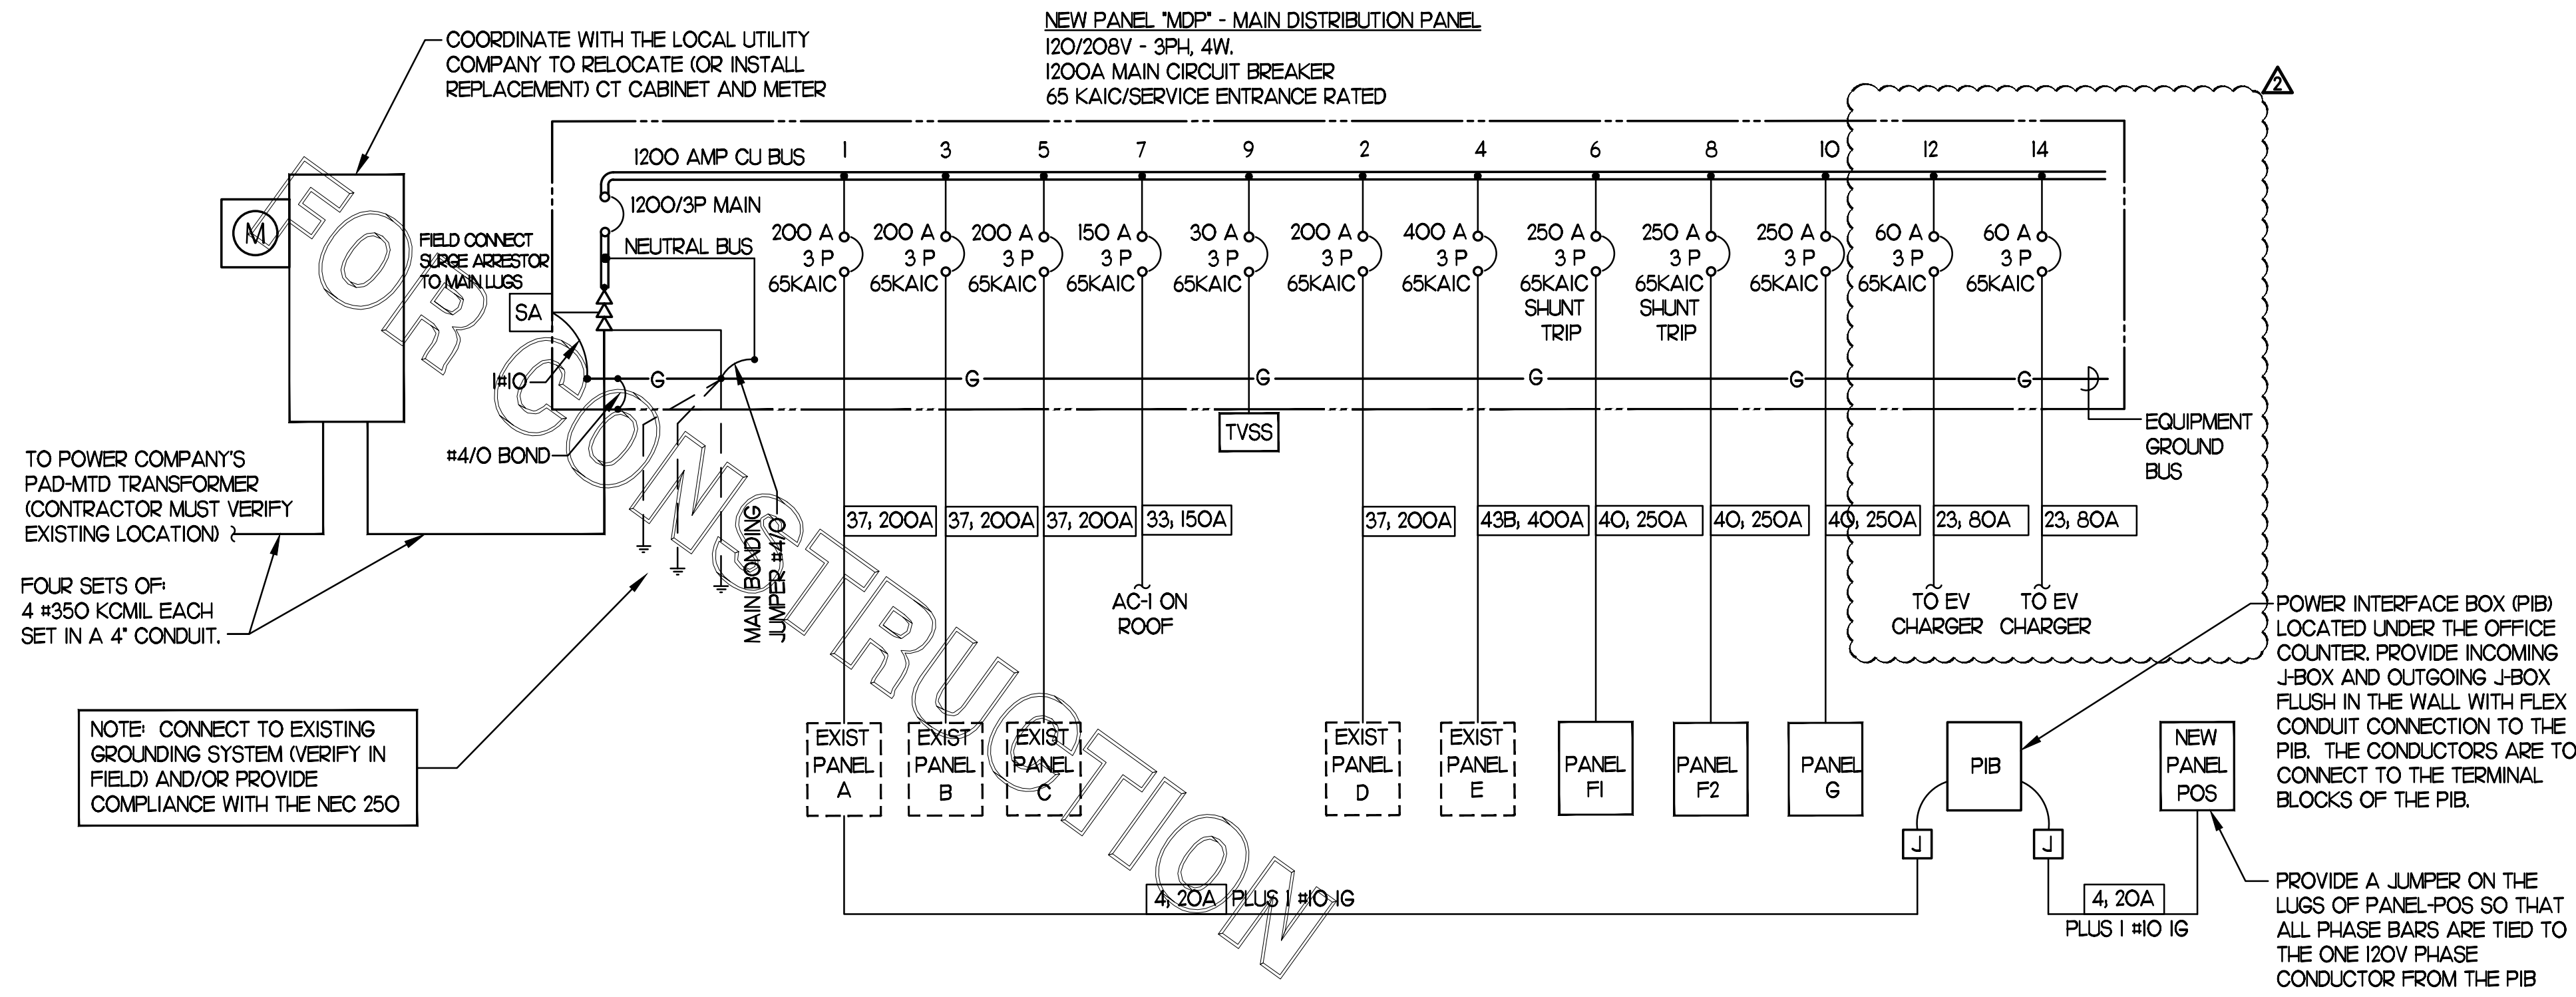 NEW PANEL "MDP" - MAIN DISTRIBUTION PANEL
120/208V - 3PH, 4W.
1200A MAIN CIRCUIT BREAKER
65 KAIC/SERVICE ENTRANCE RATED
COORDINATE WITH THE LOCAL UTILITY
COMPANY TO RELOCATE (OR INSTALL
REPLACEMENT) CT CABINET AND METER
2
1200 AMP CU BUS
1
3
5
7
9
2
4
6
8
10
12
14
1200/3P MAIN
M
FIELD CONNECT
SURGE ARRESTOR
TO MAIN LUGS
NEUTRAL BUS
SA
200 A
3 P
65KAIC
200 A
3 P
65KAIC
200 A
3 P
65KAIC
150 A
3 P
65KAIC
30 A
3 P
65KAIC
200 A
3 P
65KAIC
400 A
3 P
65KAIC
250 A
3 P
65KAIC
SHUNT
TRIP
250 A
3 P
65KAIC
SHUNT
TRIP
250 A
3 P
65KAIC
60 A
3 P
65KAIC
60 A
3 P
65KAIC
1#10
G
G
G
G
G
G
#4/0 BOND
TVSS
EQUIPMENT
GROUND
BUS
TO POWER COMPANY'S
PAD-MTD TRANSFORMER
(CONTRACTOR MUST VERIFY
EXISTING LOCATION)
FOUR SETS OF:
4 #350 KCMIL EACH
SET IN A 4" CONDUIT.
MAIN BONDING
JUMPER #4/0
37, 200A
37, 200A
37, 200A
33, 150A
37, 200A
43B, 400A
40, 250A
40, 250A
40, 250A
23, 80A
23, 80A
AC-1 ON
ROOF
TO EV
CHARGER
TO EV
CHARGER
NOTE: CONNECT TO EXISTING
GROUNDING SYSTEM (VERIFY IN
FIELD) AND/OR PROVIDE
COMPLIANCE WITH THE NEC 250
EXIST
PANEL
A
EXIST
PANEL
B
EXIST
PANEL
C
EXIST
PANEL
D
EXIST
PANEL
E
PANEL
F1
PANEL
F2
PANEL
G
PIB
NEW
PANEL
POS
J
J
4, 20A PLUS 1 #10 IG
4, 20A
PLUS 1 #10 IG
POWER INTERFACE BOX (PIB)
LOCATED UNDER THE OFFICE
COUNTER. PROVIDE INCOMING
J-BOX AND OUTGOING J-BOX
FLUSH IN THE WALL WITH FLEX
CONDUIT CONNECTION TO THE
PIB. THE CONDUCTORS ARE TO
CONNECT TO THE TERMINAL
BLOCKS OF THE PIB.
PROVIDE A JUMPER ON THE
LUGS OF PANEL-POS SO THAT
ALL PHASE BARS ARE TIED TO
THE ONE 120V PHASE
CONDUCTOR FROM THE PIB
FOR CONSTRUCTION